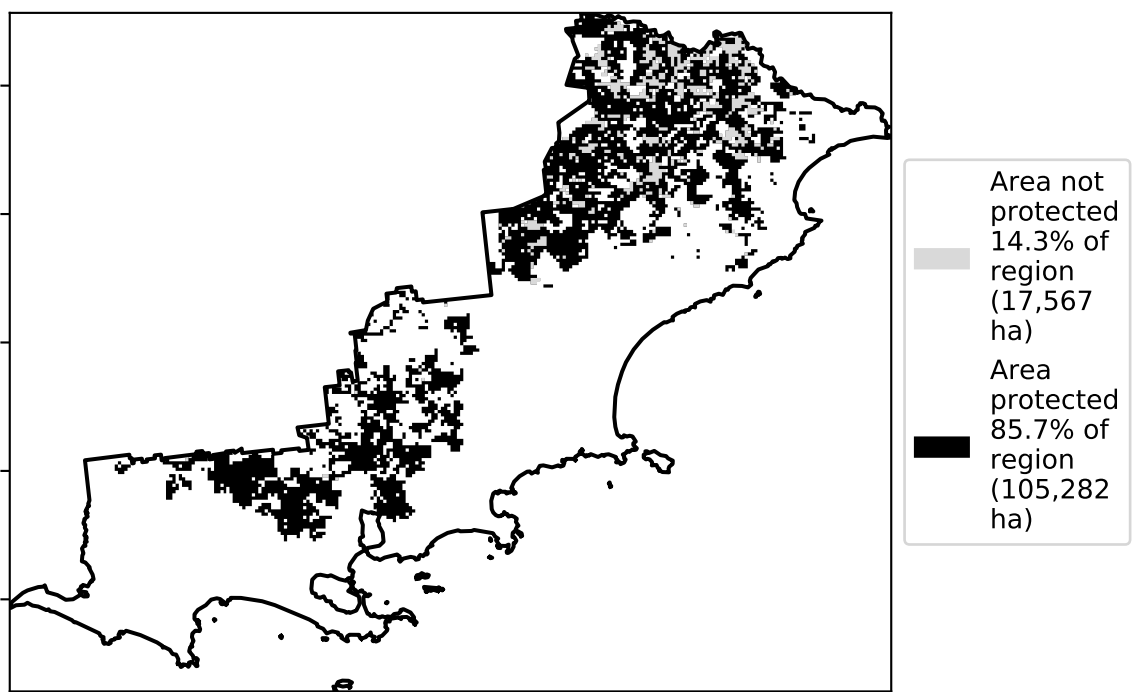 Area not
protected
14.3% of
region
(17,567
ha)
Area
protected
85.7% of
region
(105,282
ha)